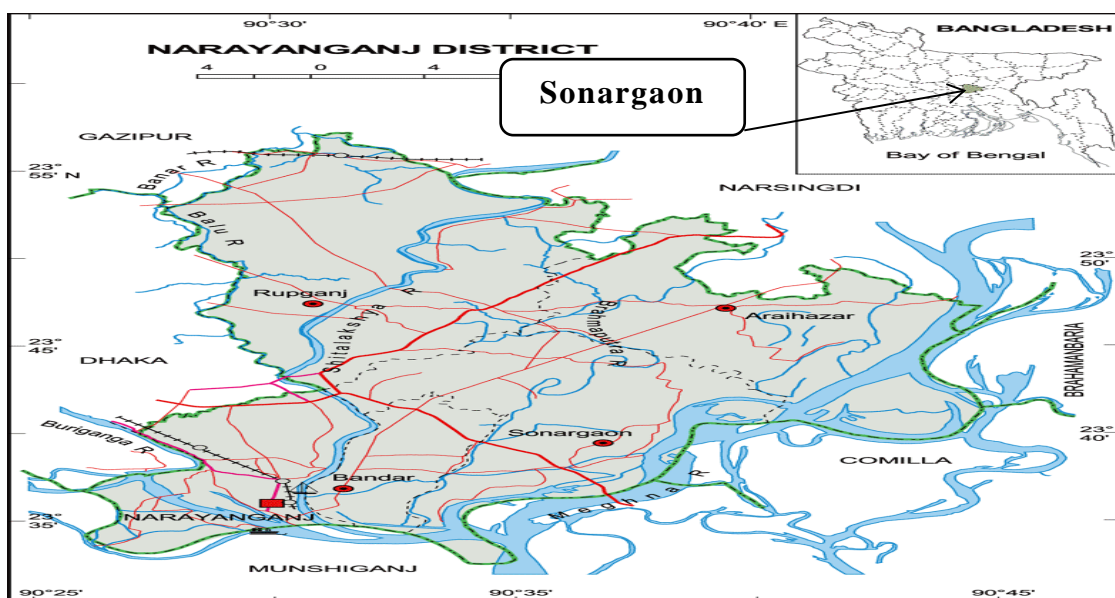 90°30'
90°40' E
NARAYANGANJ DISTRICT
4 0 4
Sonargaon
BANGLADESH
Bay of Bengal
GAZIPUR
23°
55' N
Banar R
Balu R
NARSINGDI
23°
50'
Rupganj
Shitalakshya R
Brahmaputra R
Araihazar
23°
45'
DHAKA
BRAHAMANBARIA
Buriganga R
Sonargaon
23°
40'
COMILLA
Bandar
Meghna R
NARAYANGANJ
23°
35'
MUNSHIGANJ
90°25'
90°35'
90°45'